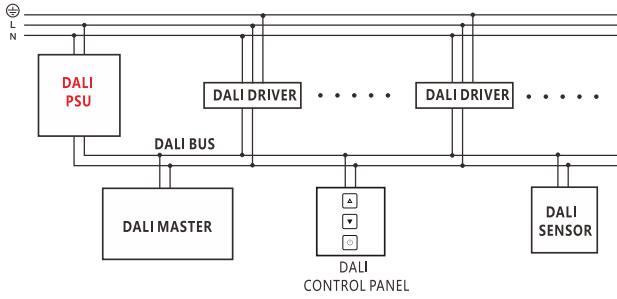 L
N
DALI
PSU
DALI DRIVER
DALI DRIVER
DALI BUS
DALI MASTER
DALI
CONTROL PANEL
DALI
SENSOR